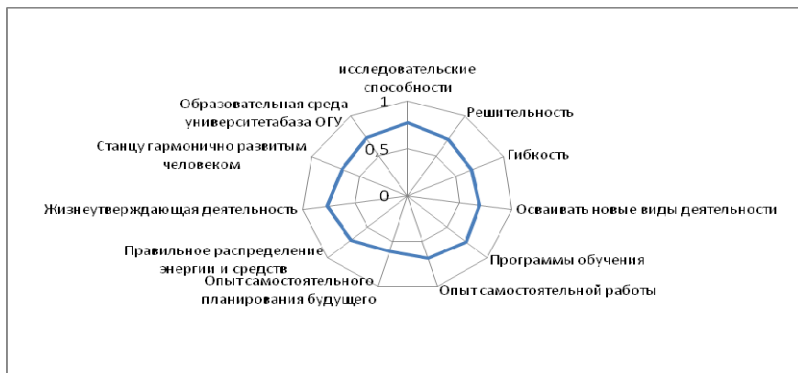 исследовательские
способности
1
Образовательная среда
университетабаза ОГУ
Решительность
Станцу гармонично развитым
человеком
0,5
Гибкость
0
Жизнеутверждающая деятельность
Осваивать новые виды деятельности
Правильное распределение
энергии и средств
Программы обучения
Опыт самостоятельного
планирования будущего
Опыт самостоятельной работы